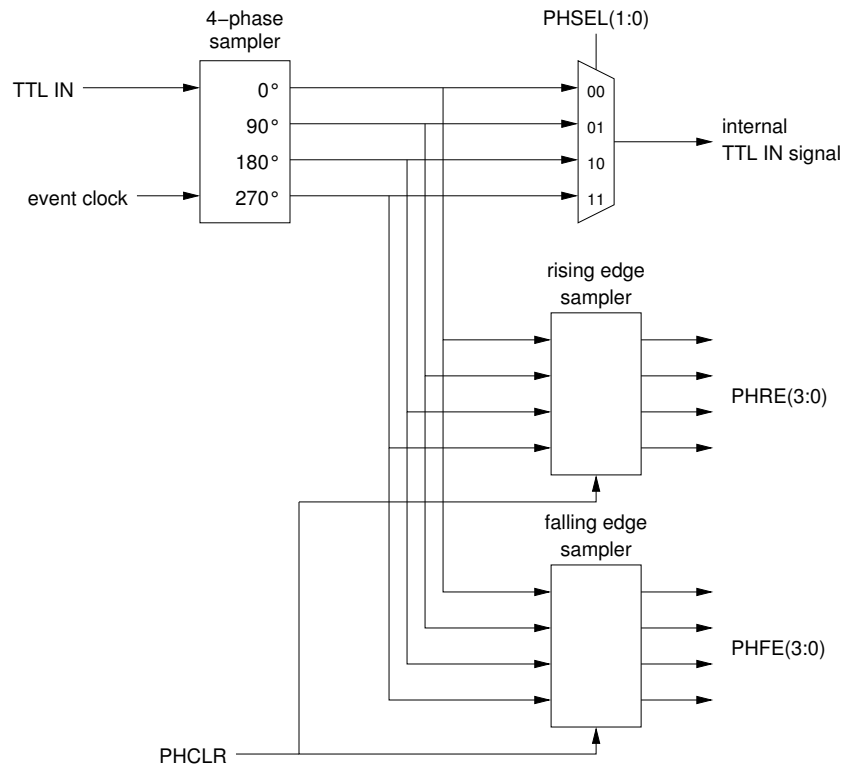 4−phase
sampler
PHSEL(1:0)
TTL IN
0°
90°
180°
270°
event clock
00
01
10
11
internal
TTL IN signal
rising edge
sampler
PHRE(3:0)
falling edge
sampler
PHFE(3:0)
PHCLR